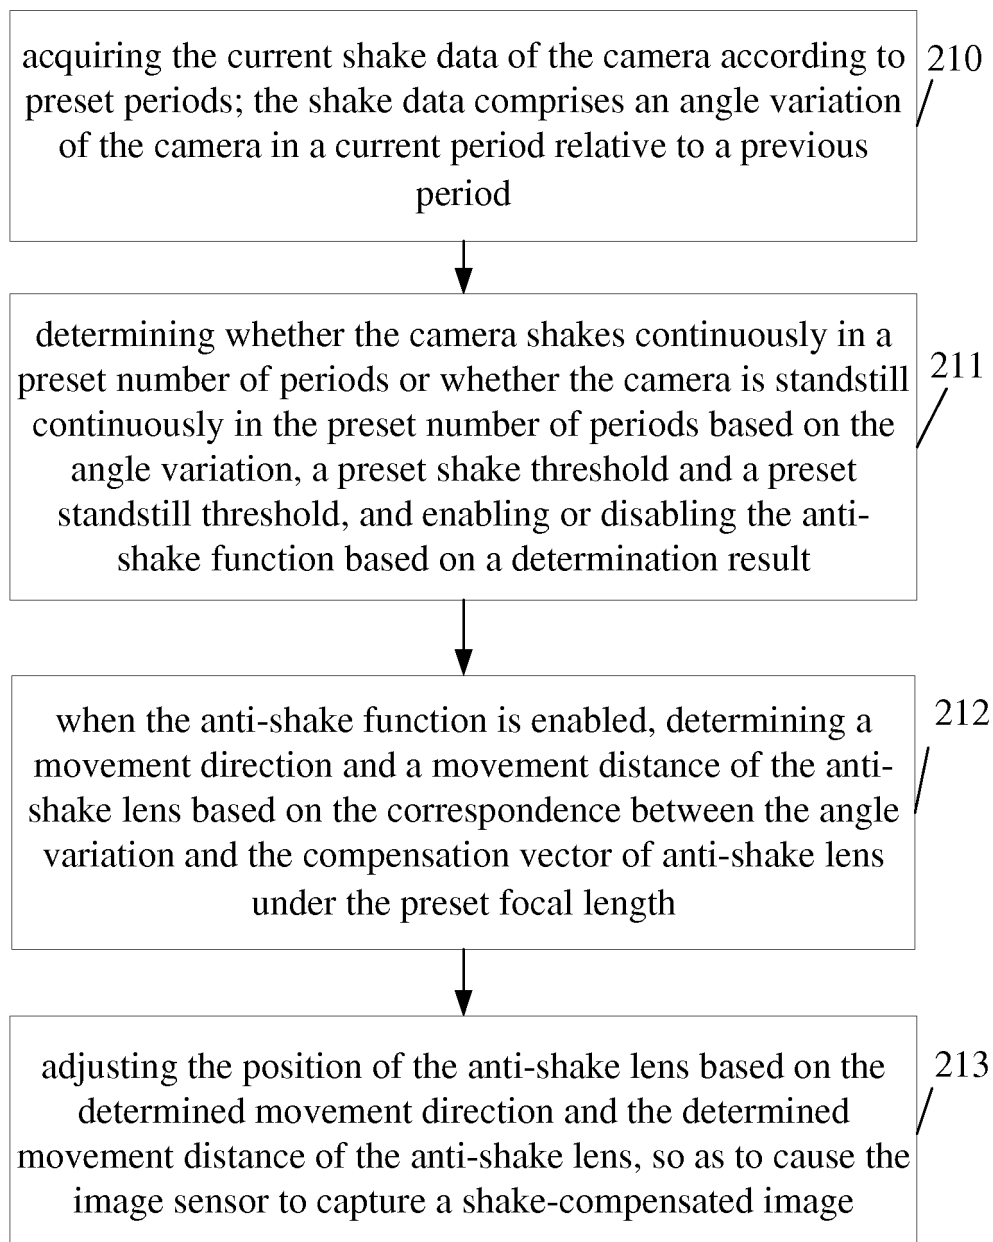 acquiring the current shake data of the camera according to
preset periods; the shake data comprises an angle variation
of the camera in a current period relative to a previous
period
210
determining whether the camera shakes continuously in a
preset number of periods or whether the camera is standstill
continuously in the preset number of periods based on the
angle variation, a preset shake threshold and a preset
standstill threshold, and enabling or disabling the anti-
shake function based on a determination result
211
when the anti-shake function is enabled, determining a
movement direction and a movement distance of the anti-
shake lens based on the correspondence between the angle
variation and the compensation vector of anti-shake lens
under the preset focal length
212
adjusting the position of the anti-shake lens based on the
determined movement direction and the determined
movement distance of the anti-shake lens, so as to cause the
image sensor to capture a shake-compensated image
213